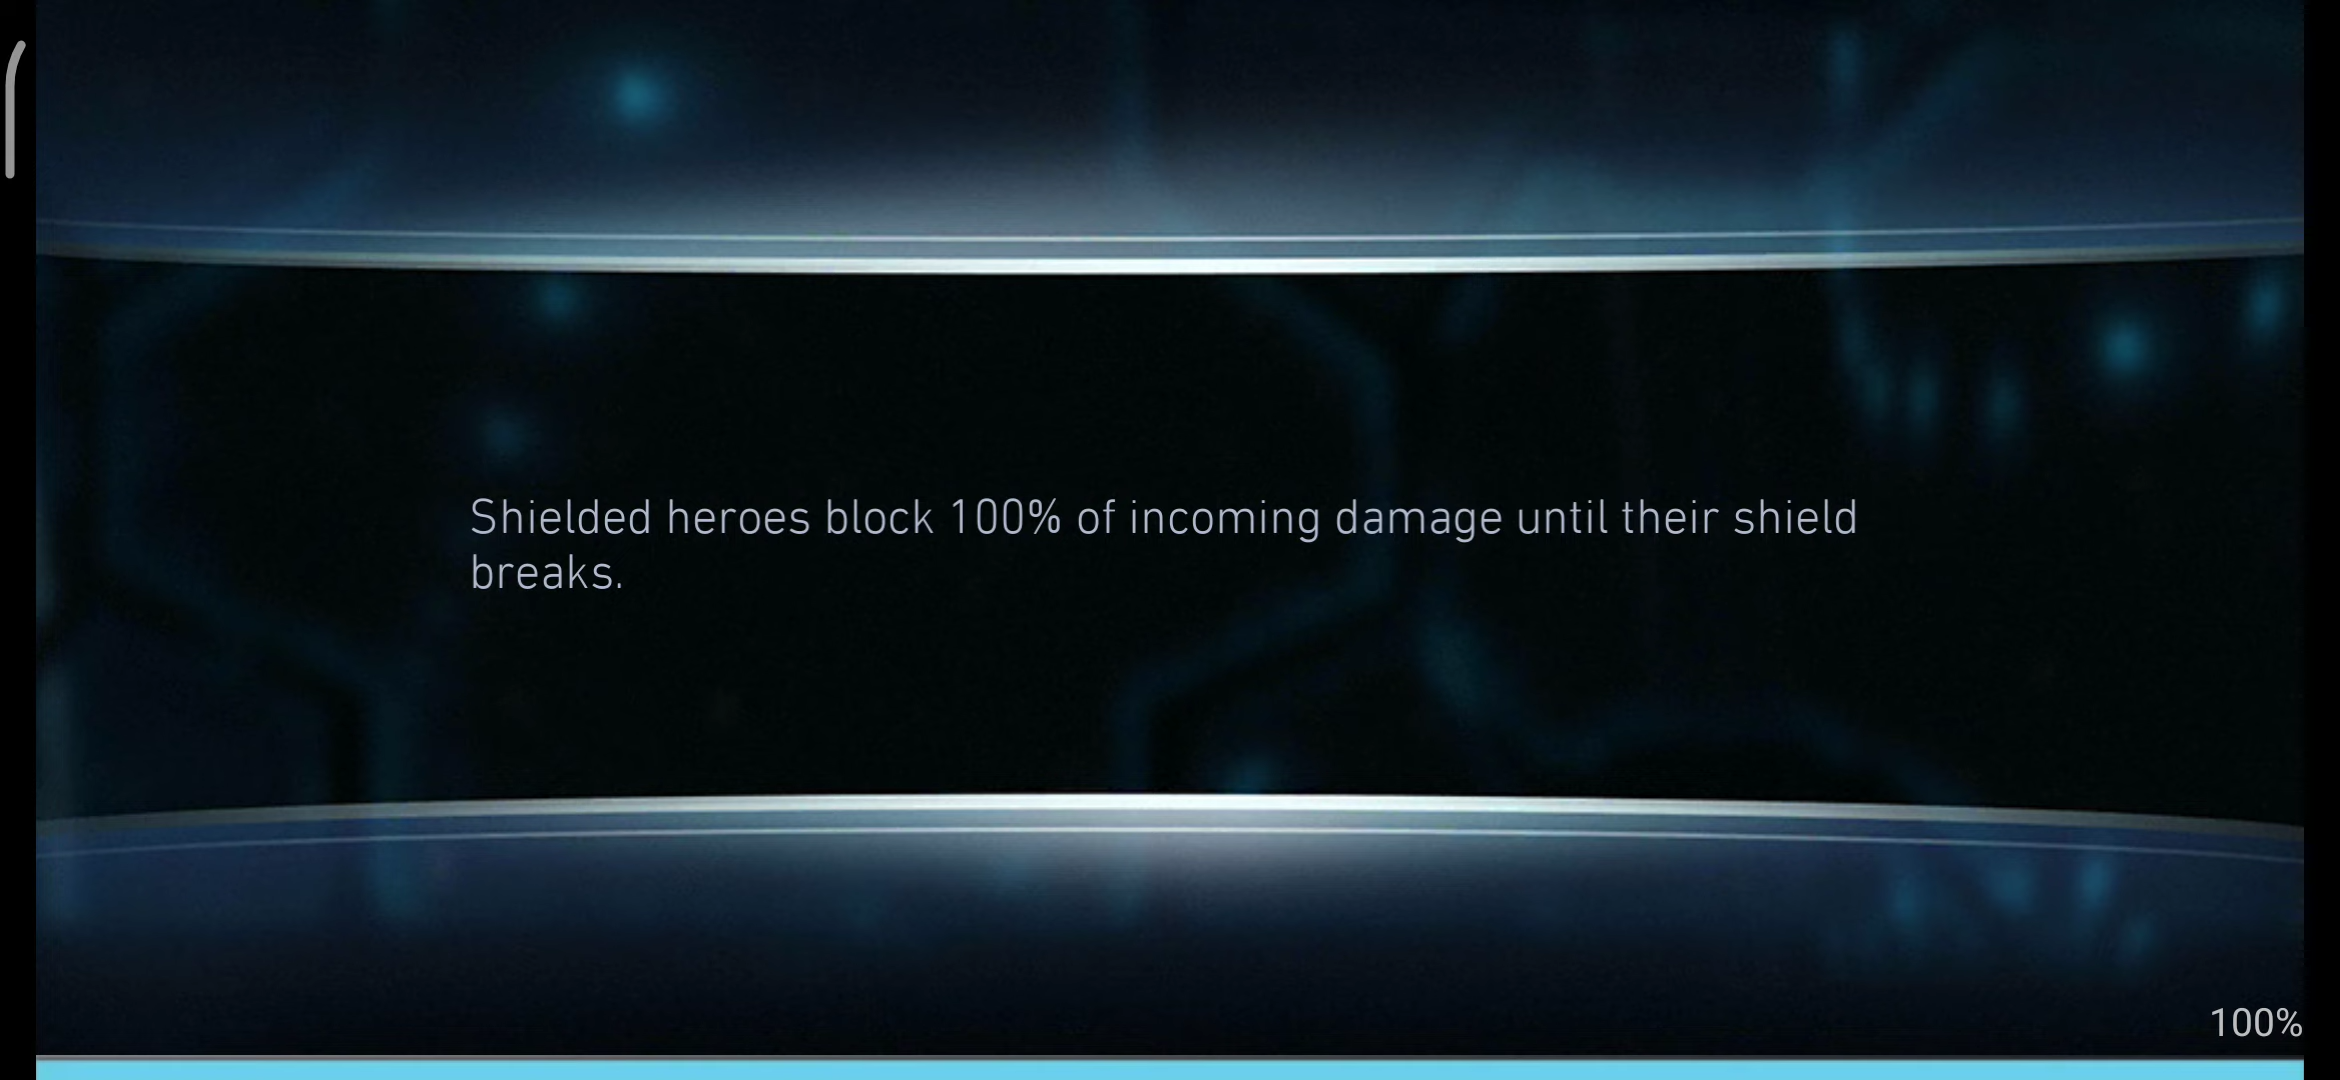 Shielded heroes block 100% of incoming damage until their shield
breaks.
100%